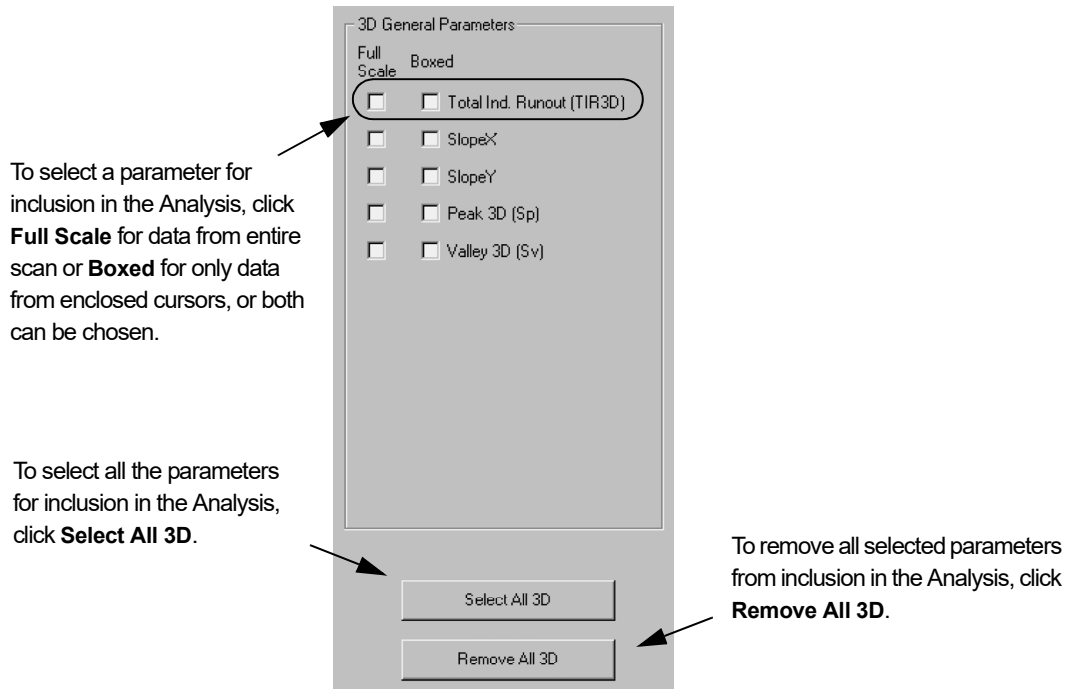 3D General Parameters
Full
Scale
Boxed
Total Ind. Runout (TIR3D)
SlopeX
SlopeY
Peak 3D (Sp)
Valley 3D (Sv)
To select a parameter for
inclusion in the Analysis, click
Full Scale for data from entire
scan or Boxed for only data
from enclosed cursors, or both
can be chosen.
To select all the parameters
for inclusion in the Analysis,
click Select All 3D.
Select All 3D
Remove All 3D
To remove all selected parameters
from inclusion in the Analysis, click
Remove All 3D.